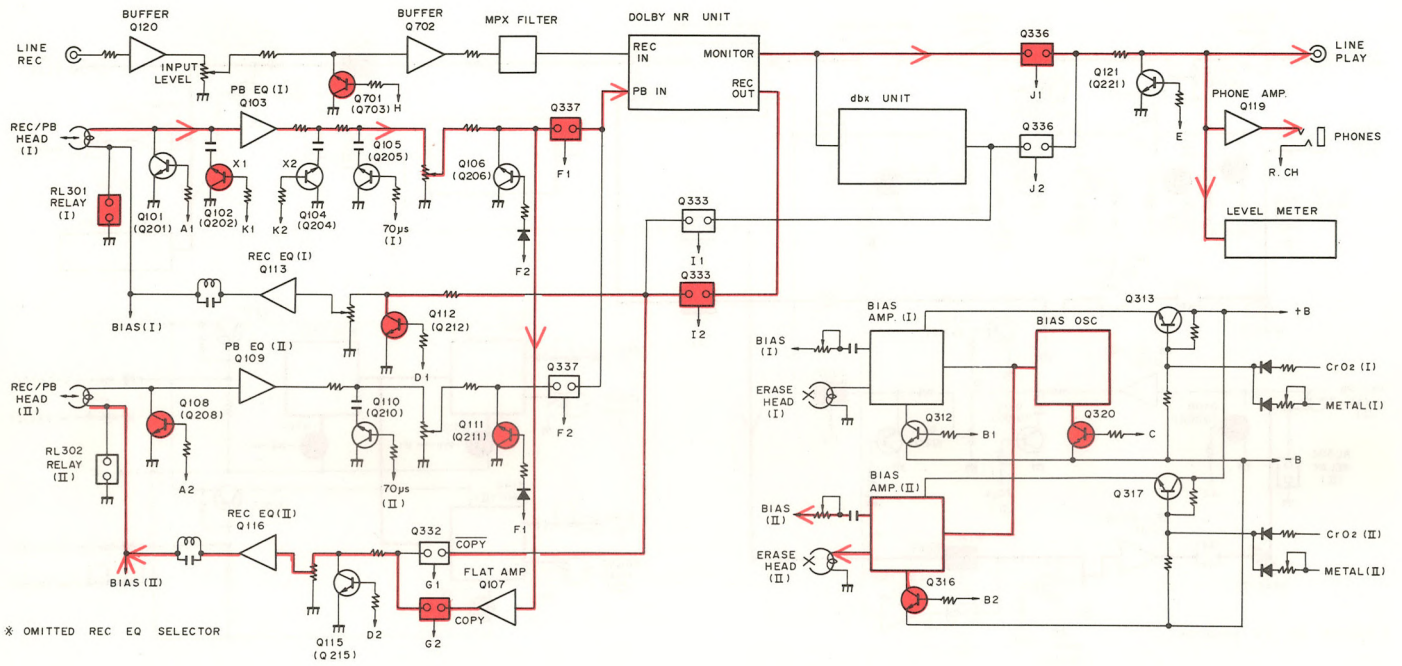 BUFFER
Q120
BUFFER
Q702
MPX FILTER
DOLBY NR UNIT
LINE
REC
INPUT
LEVEL
REC
IN
MONITOR
REC
OUT
PB IN
Q336
J1
LINE
PLAY
Q701
(Q703)
H
Q337
F1
dbx UNIT
Q336
J2
Q121
(Q221)
E
PHONE AMP.
Q119
PHONES
R.CH
LEVEL METER
REC/PB
HEAD
(I)
PB EQ(I)
Q103
RL301
RELAY
(I)
Q101
(Q201)
A1
X1
Q102
(Q202)
K1
X2
K2
Q104
(Q204)
Q105
(Q205)
70µs
(I)
Q106
(Q206)
F2
Q333
I1
Q333
I2
REC EQ(I)
Q113
BIAS(I)
Q112
(Q212)
D1
PB EQ(II)
Q109
REC/PB
HEAD
(II)
Q108
(Q208)
A2
RL302
RELAY
(II)
Q110
(Q210)
70µs
(II)
Q111
(Q211)
F1
Q337
F2
REC EQ(II)
Q116
BIAS(II)
Q332
COPY
G1
FLAT AMP
Q107
COPY
G2
Q115
(Q215)
D2
※ OMITTED REC EQ SELECTOR
BIAS
(I)
ERASE
HEAD
(I)
BIAS
AMP.(I)
BIAS OSC
Q312
B1
Q320
C
Q313
+B
CrO2(I)
METAL(I)
-B
BIAS
AMP.(II)
BIAS
(II)
ERASE
HEAD
(II)
Q316
B2
Q317
CrO2(II)
METAL(II)